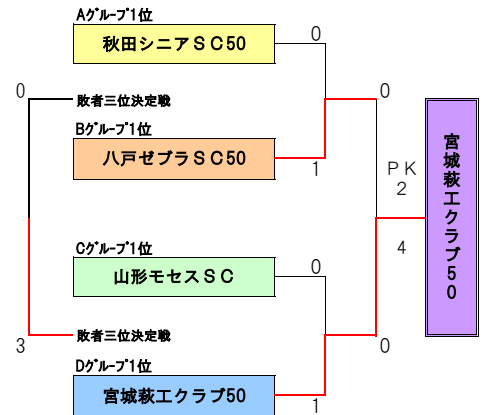 Aグループ1位
秋田シニアSC50
0
0
敗者三位決定戦
0
Bグループ1位
八戸ゼブラSC50
1
PK
2
宮城萩工クラブ50
4
Cグループ1位
山形モセスSC
0
敗者三位決定戦
3
0
Dグループ1位
宮城萩工クラブ50
1